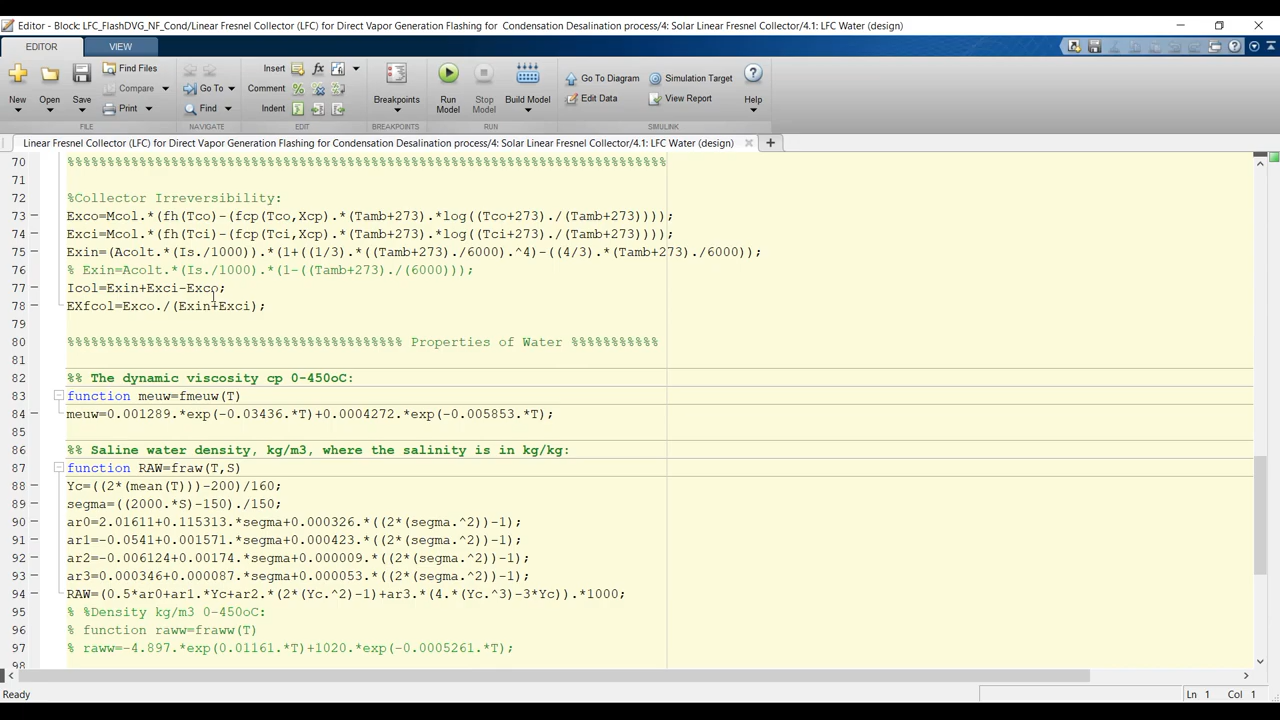 Editor - Block: LFC_FlashDVG_NF_Cond/Linear Fresnel Collector (LFC) for Direct Vapor Generation Flashing for  Condensation Desalination process/4: Solar Linear Fresnel Collector/4.1: LFC Water (design)
EDITOR VIEW
New Open Save Find Files Compare Print
Go To Find
Insert Comment Indent
Breakpoints
Run Model Stop Model Build Model
Go To Diagram Simulation Target Edit Data View Report Help
FILE NAVIGATE EDIT BREAKPOINTS RUN SIMULINK
Linear Fresnel Collector (LFC) for Direct Vapor Generation Flashing for Condensation Desalination process/4: Solar Linear Fresnel Collector/4.1: LFC Water (design)
70 %%%%%%%%%%%%%%%%%%%%%%%%%%%%%%%%%%%%%%%%%%%%%%%%%%%%%%%%%%%%%%%%%%%%%%%%%%%%%
71
72 %Collector Irreversibility:
73 Exco=Mcol.*(fh(Tco)-(fcp(Tco,Xcp).*(Tamb+273).*log((Tco+273)./(Tamb+273))));
74 Exci=Mcol.*(fh(Tci)-(fcp(Tci,Xcp).*(Tamb+273).*log((Tci+273)./(Tamb+273))));
75 Exin=(Acolt.*(Is./1000)).*(1+((1/3).*((Tamb+273)./6000).^4)-((4/3).*(Tamb+273)./6000));
76 % Exin=Acolt.*(Is./1000).*(1-((Tamb+273)./(6000)));
77 Icol=Exin+Exci-Exco;
78 EXfcol=Exco./(Exin+Exci);
79
80 %%%%%%%%%%%%%%%%%%%%%%%%%%%%%%%%%%%%%%%%%% Properties of Water %%%%%%%%%%%
81
82 %% The dynamic viscosity cp 0-450oC:
83 function meuw=fmeuw(T)
84 meuw=0.001289.*exp(-0.03436.*T)+0.0004272.*exp(-0.005853.*T);
85
86 %% Saline water density, kg/m3, where the salinity is in kg/kg:
87 function RAW=fraw(T,S)
88 Yc=((2*(mean(T)))-200)/160;
89 segma=((2000.*S)-150)./150;
90 ar0=2.01611+0.115313.*segma+0.000326.*((2*(segma.^2))-1);
91 ar1=-0.0541+0.001571.*segma+0.000423.*((2*(segma.^2))-1);
92 ar2=-0.006124+0.00174.*segma+0.000009.*((2*(segma.^2))-1);
93 ar3=0.000346+0.000087.*segma+0.000053.*((2*(segma.^2))-1);
94 RAW=(0.5*ar0+ar1.*Yc+ar2.*(2*(Yc.^2)-1)+ar3.*(4.*(Yc.^3)-3*Yc)).*1000;
95 % %Density kg/m3 0-450oC:
96 % function raww=fraww(T)
97 % raww=-4.897.*exp(0.01161.*T)+1020.*exp(-0.0005261.*T);
98
Ready Ln 1 Col 1